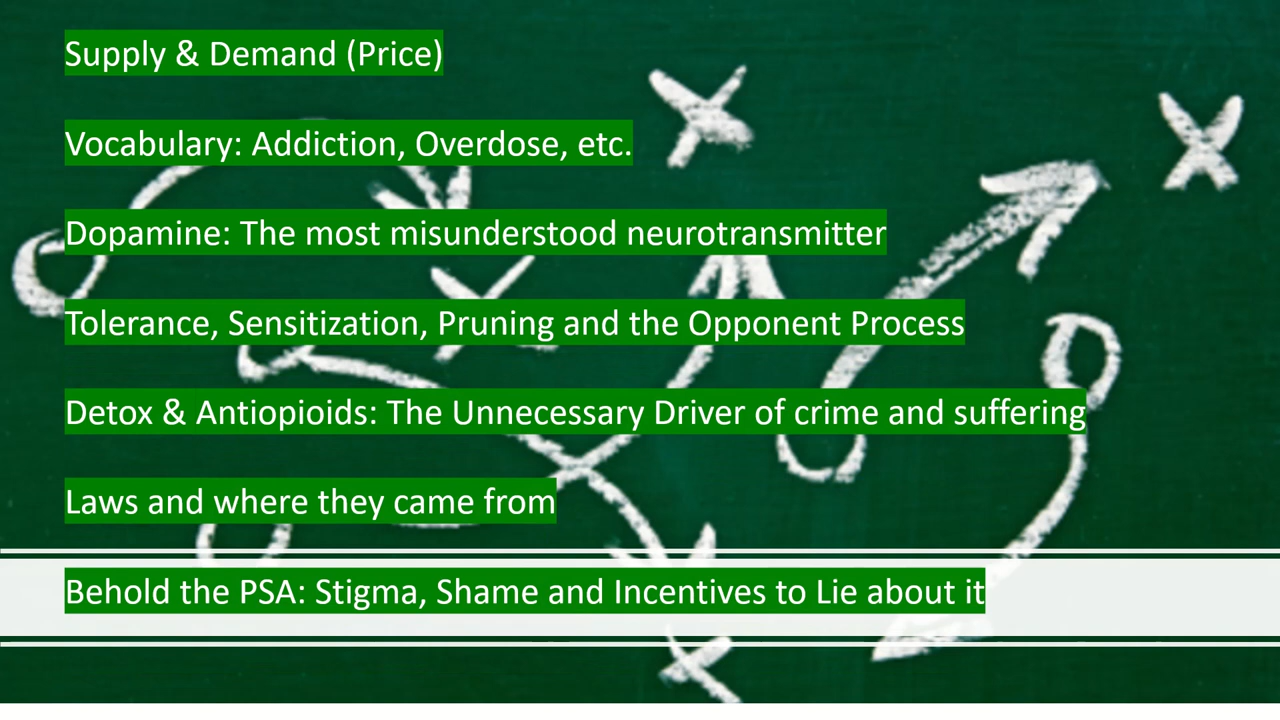 Supply & Demand (Price)
Vocabulary: Addiction, Overdose, etc.
Dopamine: The most misunderstood neurotransmitter
Tolerance, Sensitization, Pruning and the Opponent Process
Detox & Antiopioids: The Unnecessary Driver of crime and suffering
Laws and where they came from
Behold the PSA: Stigma, Shame and Incentives to Lie about it